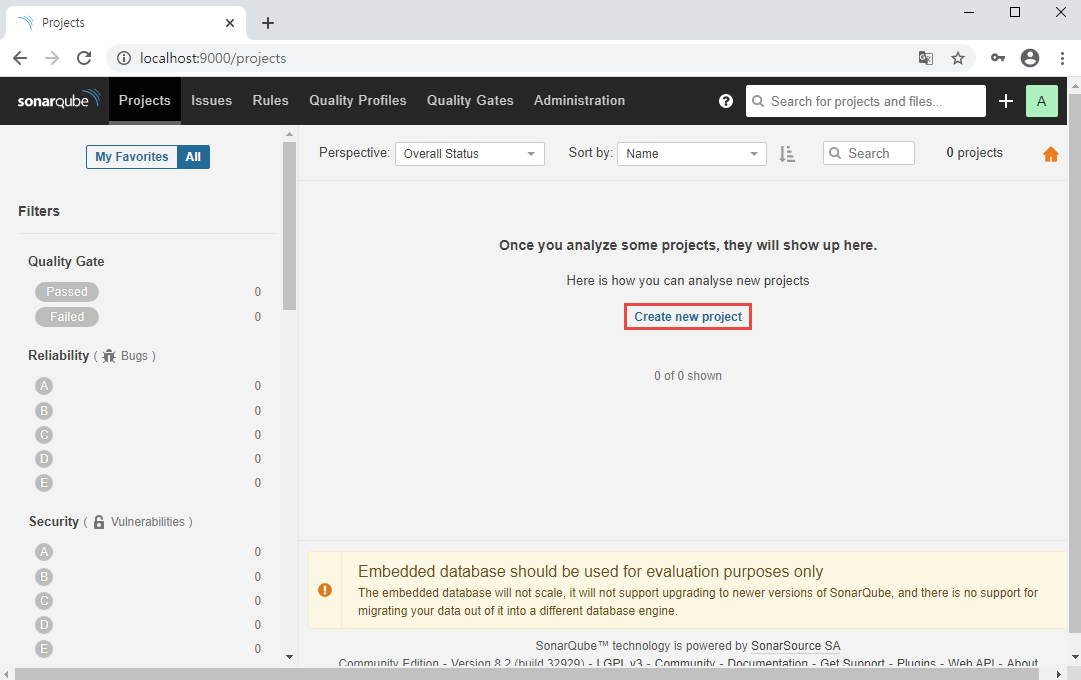 Projects
localhost:9000/projects
sonarqube Projects Issues Rules Quality Profiles Quality Gates Administration ? Search for projects and files... A
My Favorites All
Perspective: Overall Status Sort by: Name Search 0 projects
Filters
Quality Gate
Passed 0
Failed 0
Reliability ( Bugs )
A 0
B 0
C 0
D 0
E 0
Security ( Vulnerabilities )
A 0
B 0
C 0
D 0
E 0
Once you analyze some projects, they will show up here.
Here is how you can analyse new projects
Create new project
0 of 0 shown
Embedded database should be used for evaluation purposes only
The embedded database will not scale, it will not support upgrading to newer versions of SonarQube, and there is no support for
migrating your data out of it into a different database engine.
SonarQube™ technology is powered by SonarSource SA
Community Edition - Version 8.2 (build 32929) - LGPL v3 - Community - Documentation - Get Support - Plugins - Web API - About